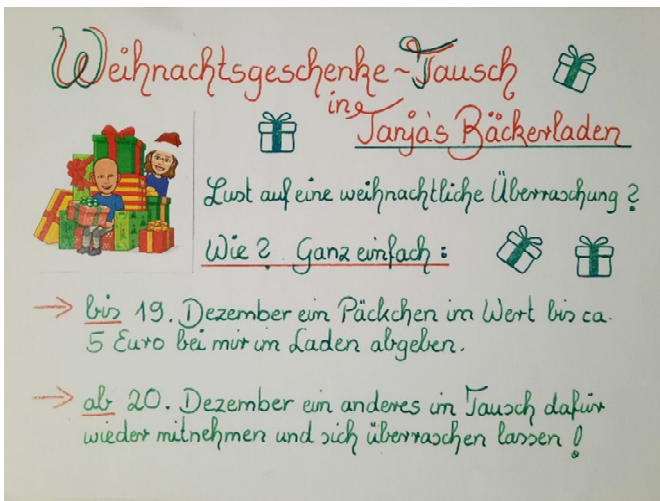 Weihnachtsgeschenke-Tausch
in
Tanja's Bäckerladen
Lust auf eine weihnachtliche Überraschung?
Wie? Ganz einfach:
→ bis 19. Dezember ein Päckchen im Wert bis ca.
5 Euro bei mir im Laden abgeben.
→ ab 20. Dezember ein anderes im Tausch dafür
wieder mitnehmen und sich überraschen lassen!